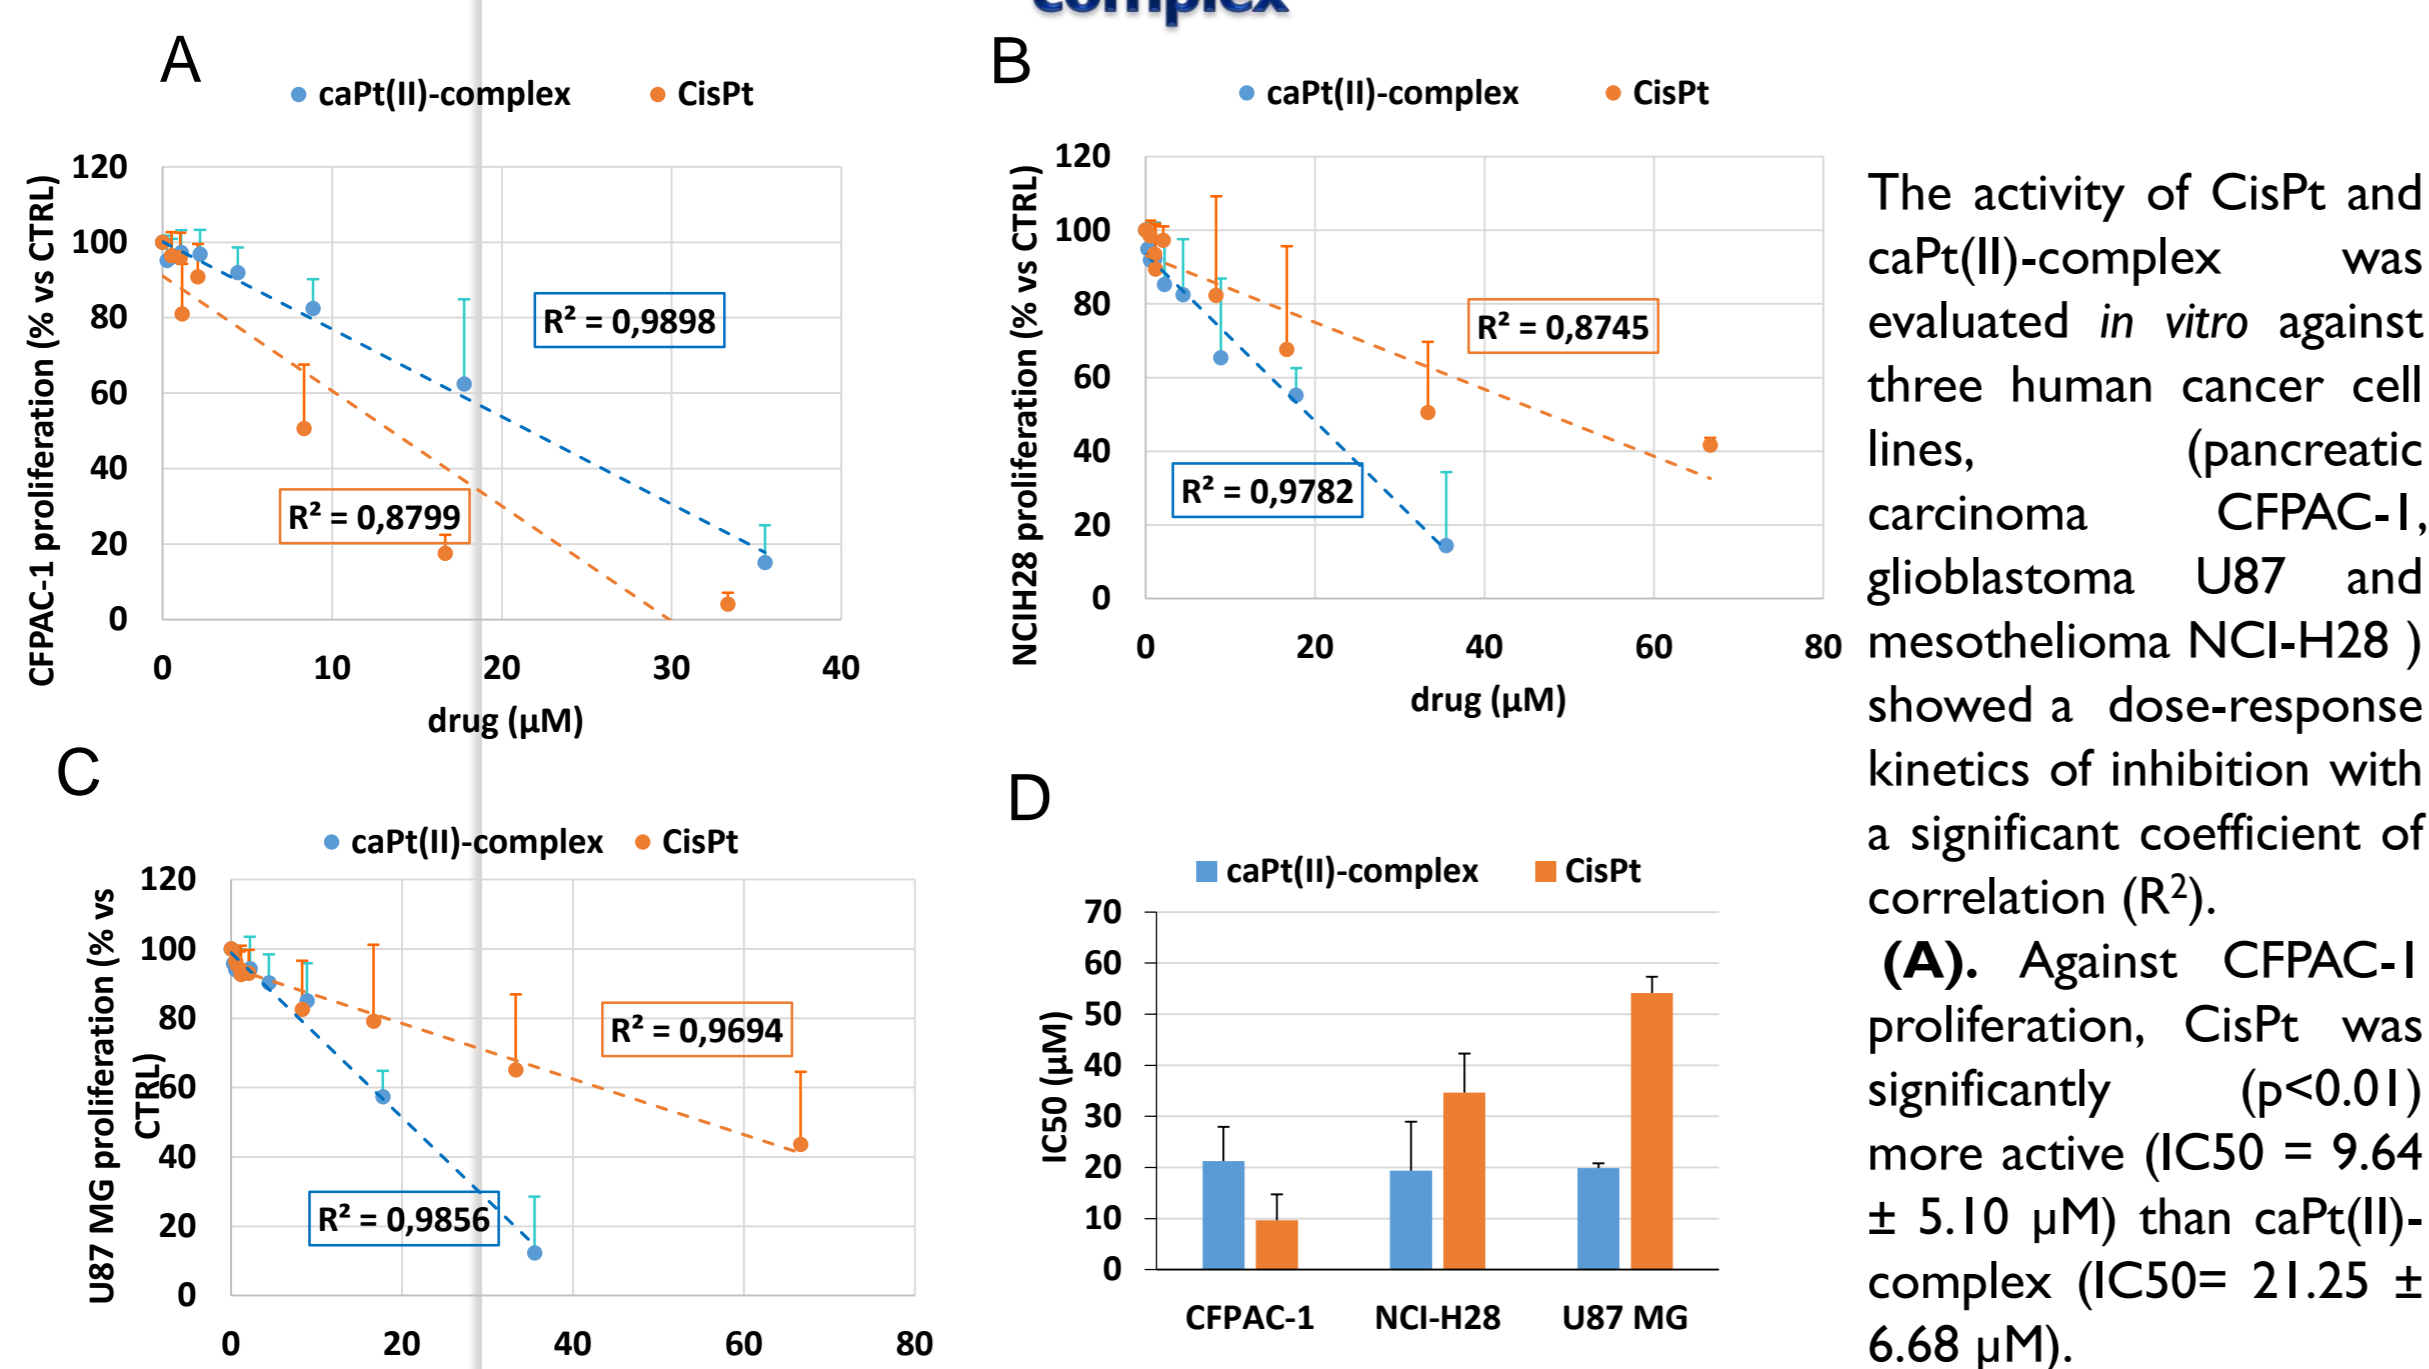 complex
A
caPt(II)-complex
CisPt
CFPAC-1 proliferation (% vs CTRL)
120
100
80
60
40
20
0
R² = 0,9898
R² = 0,8799
0 10 20 30 40
drug (µM)
B
caPt(II)-complex
CisPt
NCIH28 proliferation (% vs CTRL)
120
100
80
60
40
20
0
R² = 0,8745
R² = 0,9782
0 20 40 60 80
drug (µM)
C
caPt(II)-complex
CisPt
U87 MG proliferation (% vs
CTRL)
120
100
80
60
40
20
0
R² = 0,9694
R² = 0,9856
0 20 40 60 80
D
caPt(II)-complex
CisPt
IC50 (µM)
70
60
50
40
30
20
10
0
CFPAC-1 NCI-H28 U87 MG
The activity of CisPt and
caPt(II)-complex was
evaluated in vitro against
three human cancer cell
lines, (pancreatic
carcinoma CFPAC-1,
glioblastoma U87 and
mesothelioma NCI-H28 )
showed a dose-response
kinetics of inhibition with
a significant coefficient of
correlation (R²).
(A). Against CFPAC-1
proliferation, CisPt was
significantly (p<0.01)
more active (IC50 = 9.64
± 5.10 µM) than caPt(II)-
complex (IC50= 21.25 ±
6.68 µM).